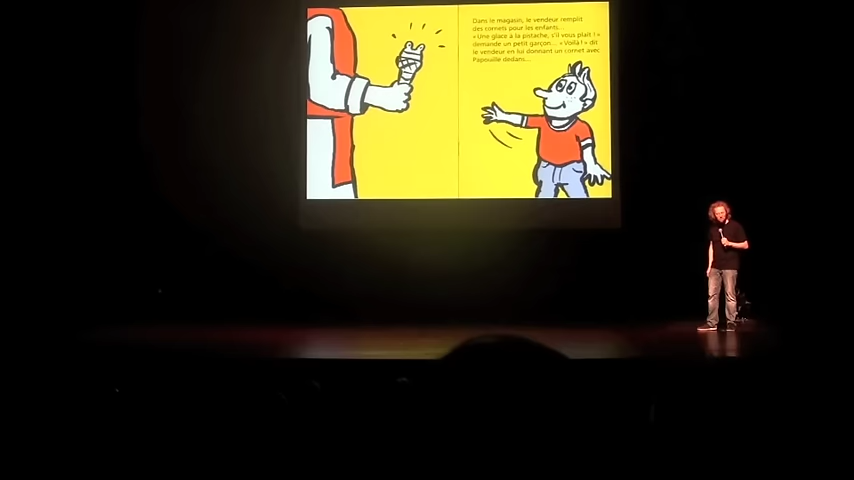 Dans le magasin, le vendeur remplit
des cornets pour les enfants...
« Une glace à la pistache, s'il vous plaît ! »
demande un petit garçon... « Voilà ! » dit
le vendeur en lui donnant un cornet avec
Papouille dedans...